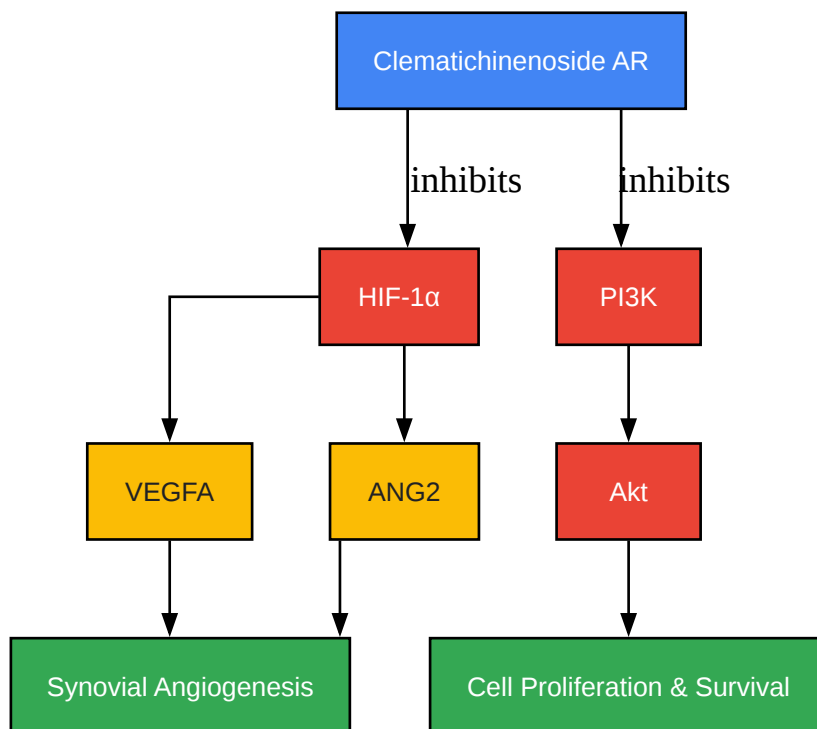 Clematichinenoside AR
inhibits
inhibits
HIF-1α
PI3K
VEGFA
ANG2
Akt
Synovial Angiogenesis
Cell Proliferation & Survival